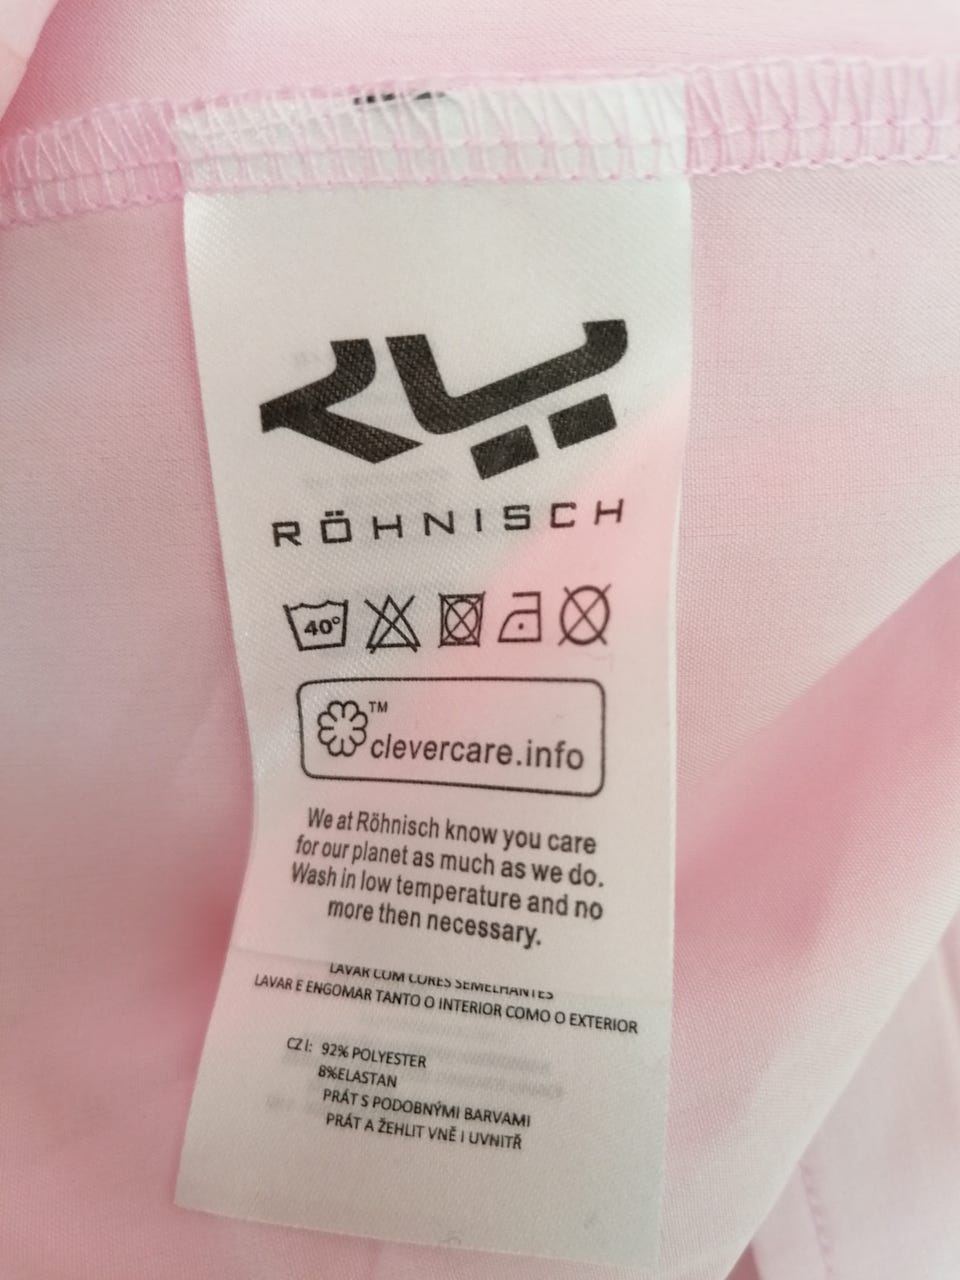 RÖHNISCH
40°
TM
clevercare.info
We at Röhnisch know you care
for our planet as much as we do.
Wash in low temperature and no
more then necessary.
LAVAR COM CORES SEMELHANTES
LAVAR E ENGOMAR TANTO O INTERIOR COMO O EXTERIOR
CZ I: 92% POLYESTER
8%ELASTAN
PRÁT S PODOBNÝMI BARVAMI
PRÁT A ŽEHLIT VNĚ I UVNITŘ